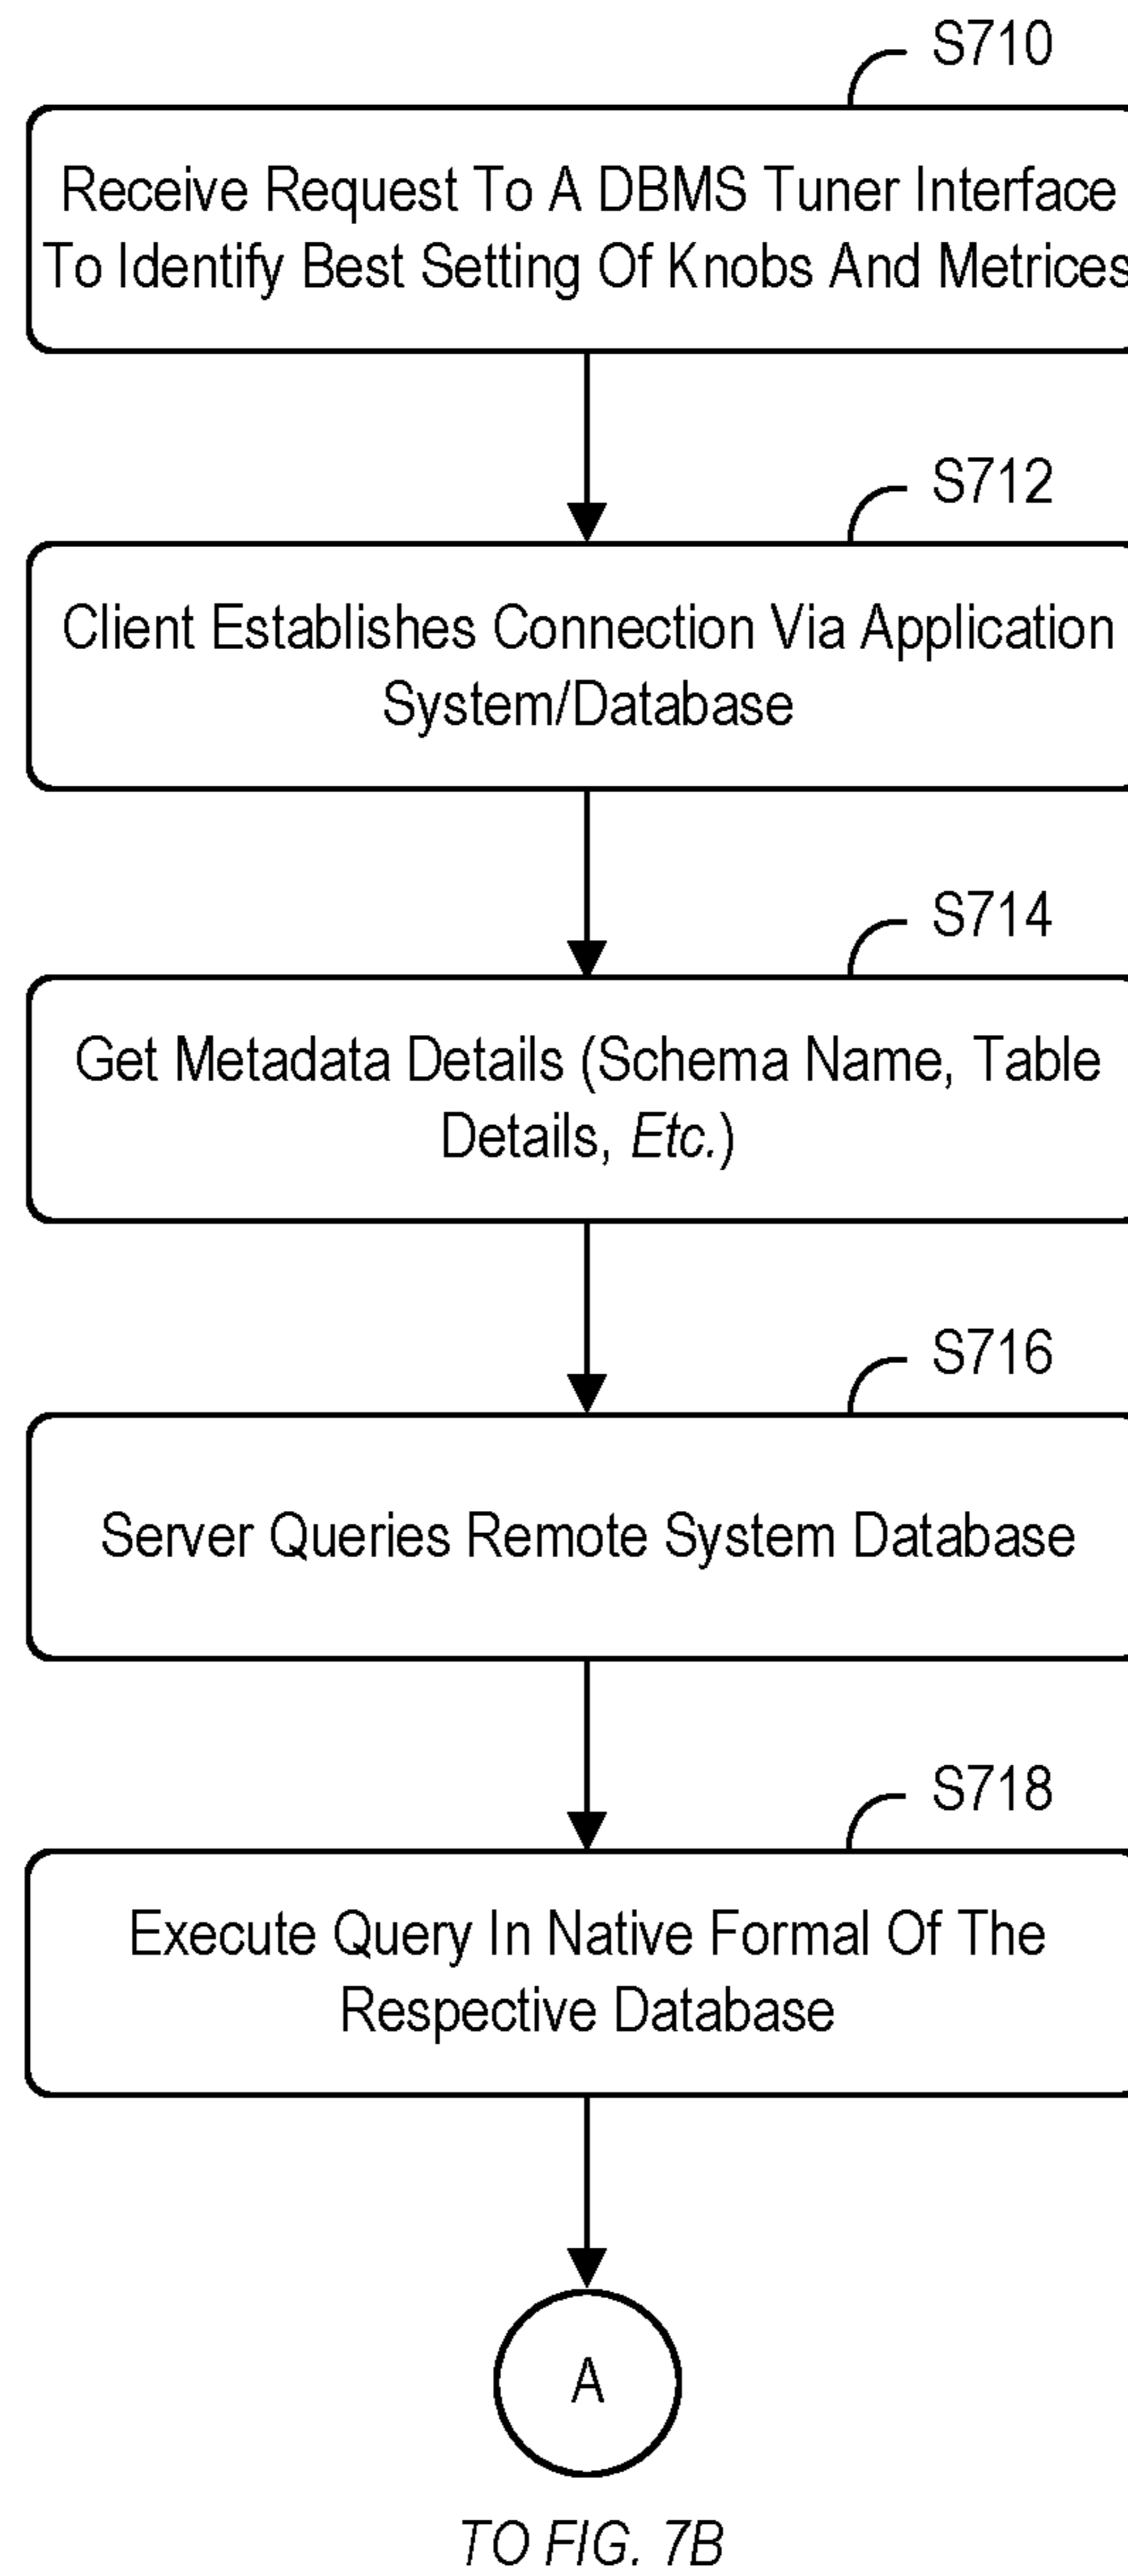 S710
Receive Request To A DBMS Tuner Interface
To Identify Best Setting Of Knobs And Metrices
S712
Client Establishes Connection Via Application
System/Database
S714
Get Metadata Details (Schema Name, Table
Details, Etc.)
S716
Server Queries Remote System Database
S718
Execute Query In Native Formal Of The
Respective Database
A
TO FIG. 7B